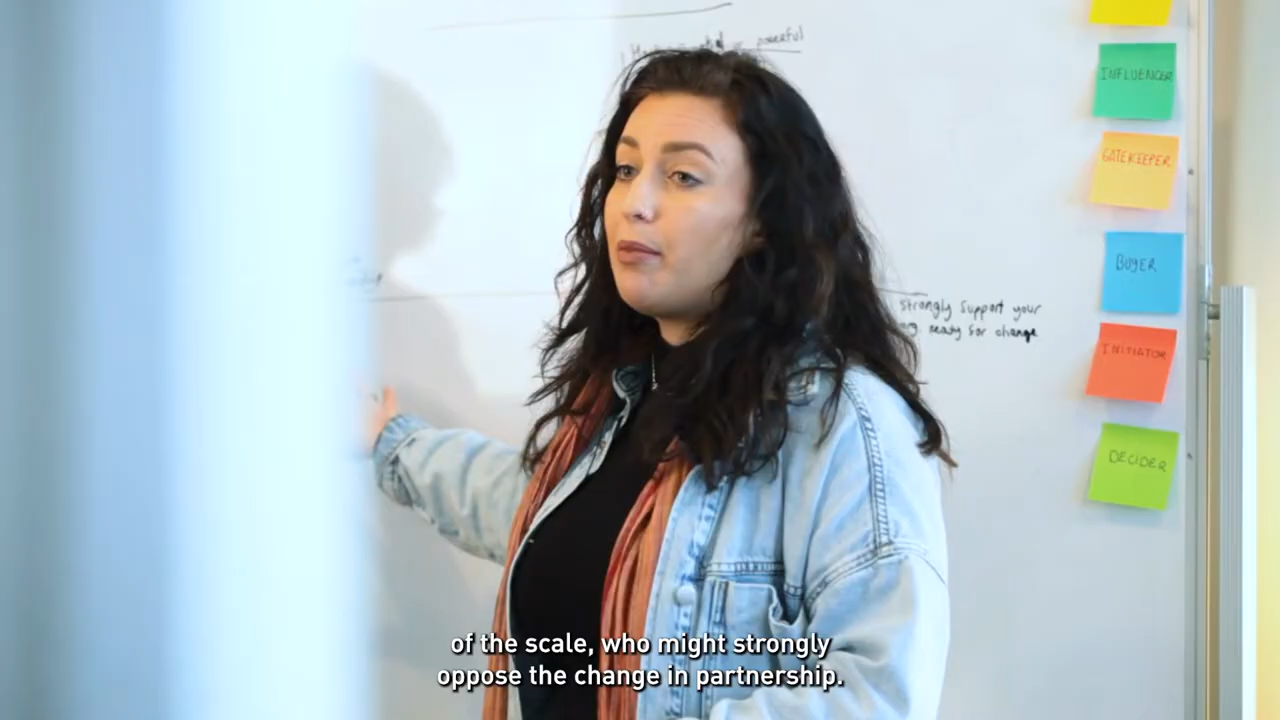 powerful
INFLUENCER
GATEKEEPER
BUYER
strongly support your
ready for change
INITIATOR
DECIDER
of the scale, who might strongly
oppose the change in partnership.